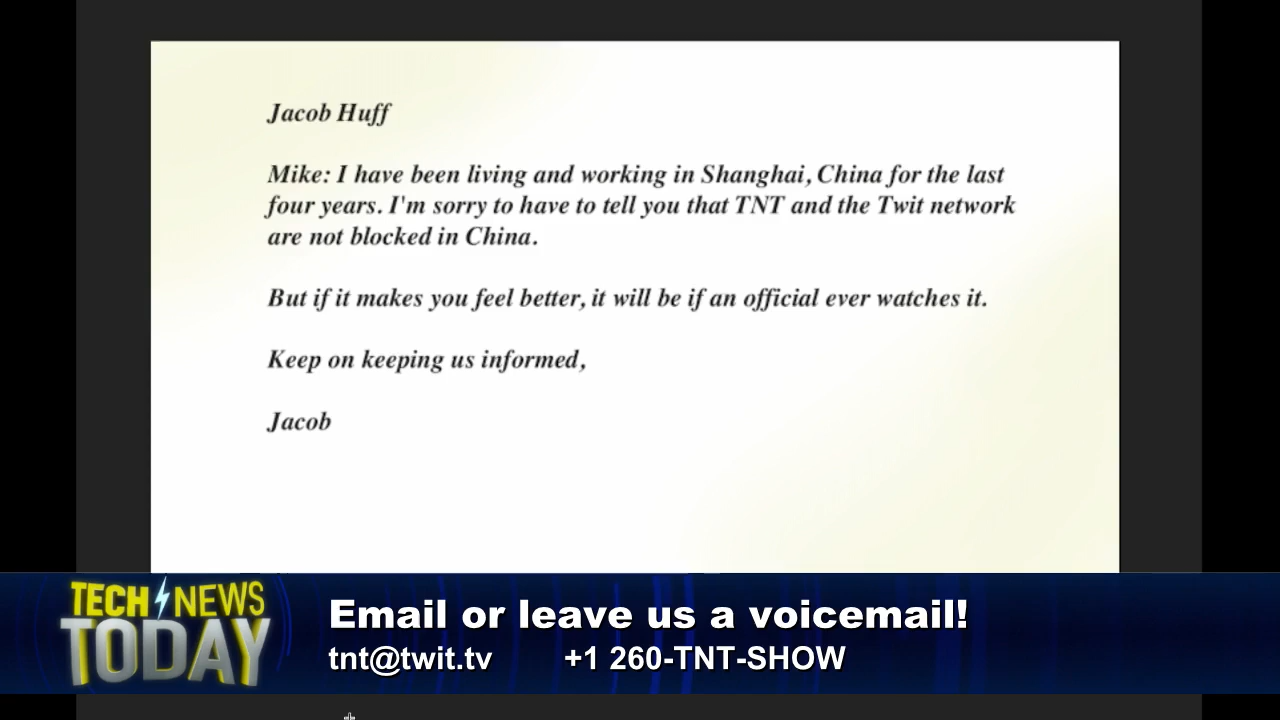 Jacob Huff
Mike: I have been living and working in Shanghai, China for the last
four years. I'm sorry to have to tell you that TNT and the Twit network
are not blocked in China.
But if it makes you feel better, it will be if an official ever watches it.
Keep on keeping us informed,
Jacob
TECH NEWS
TODAY
Email or leave us a voicemail!
tnt@twit.tv +1 260-TNT-SHOW